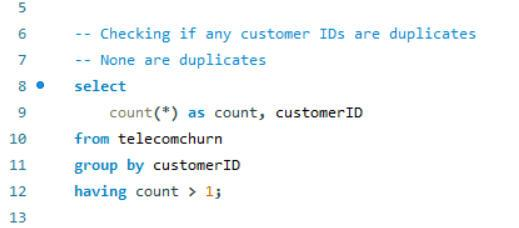 5
6 -- Checking if any customer IDs are duplicates
7 -- None are duplicates
8 select
9 count(*) as count, customerID
10 from telecomchurn
11 group by customerID
12 having count > 1;
13